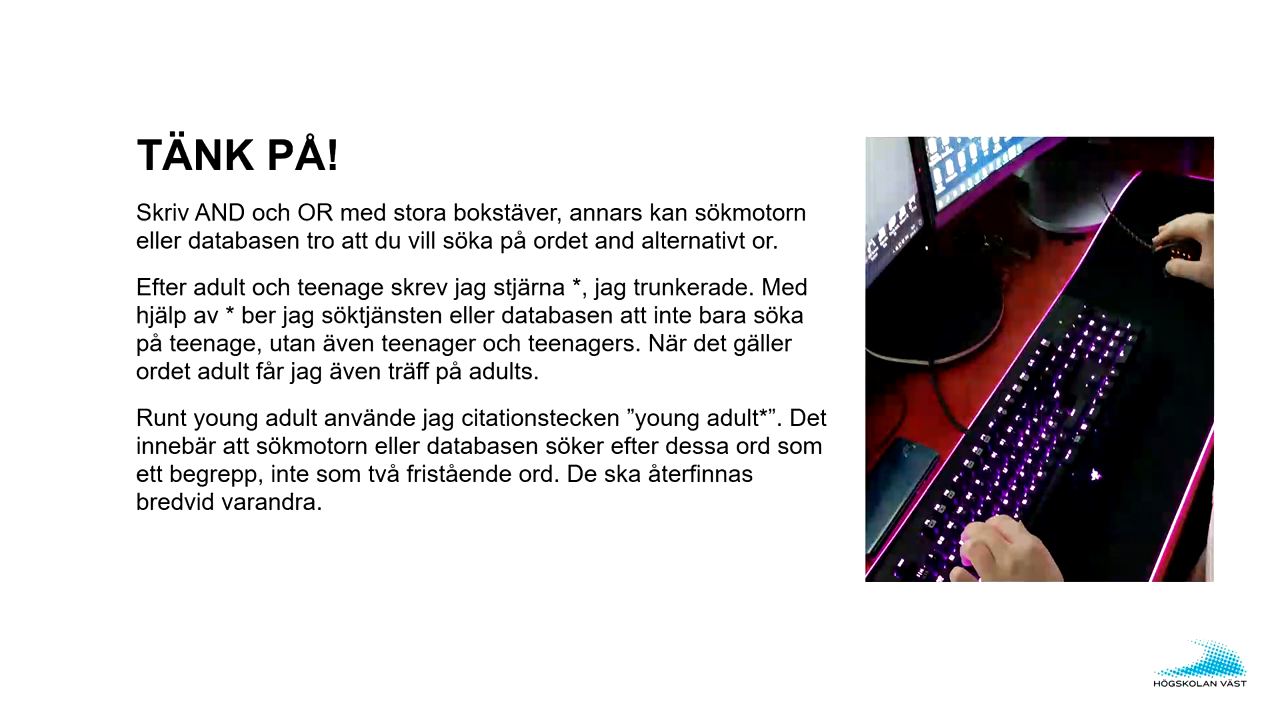 TÄNK PÅ!
Skriv AND och OR med stora bokstäver, annars kan sökmotorn
eller databasen tro att du vill söka på ordet and alternativt or.
Efter adult och teenage skrev jag stjärna *, jag trunkerade. Med
hjälp av * ber jag söktjänsten eller databasen att inte bara söka
på teenage, utan även teenager och teenagers. När det gäller
ordet adult får jag även träff på adults.
Runt young adult använde jag citationstecken ”young adult*”. Det
innebär att sökmotorn eller databasen söker efter dessa ord som
ett begrepp, inte som två fristående ord. De ska återfinnas
bredvid varandra.
HÖGSKOLAN VÄST